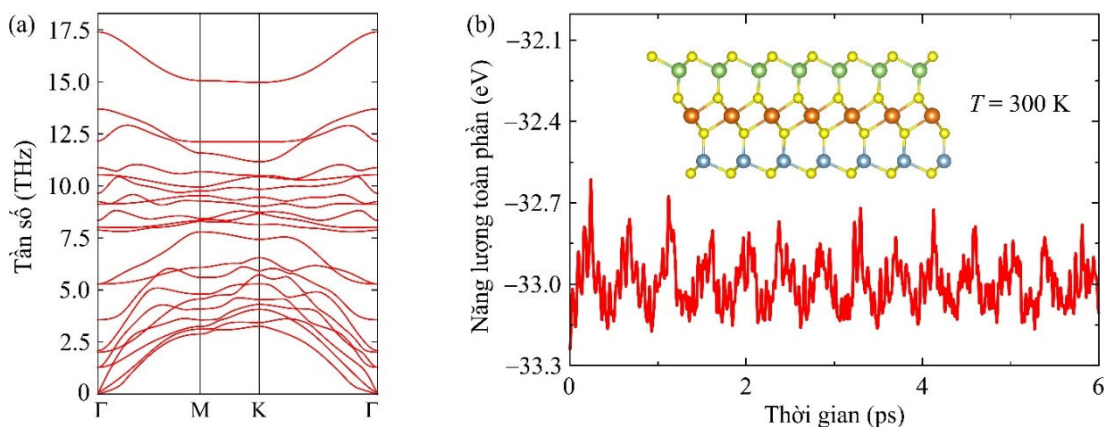 (a)
17.5
15.0
12.5
10.0
7.5
5.0
2.5
0
Tần số (THz)
Γ M K Γ
(b)
−32.1
−32.4
−32.7
−33.0
−33.3
Năng lượng toàn phần (eV)
T = 300 K
0 2 4 6
Thời gian (ps)